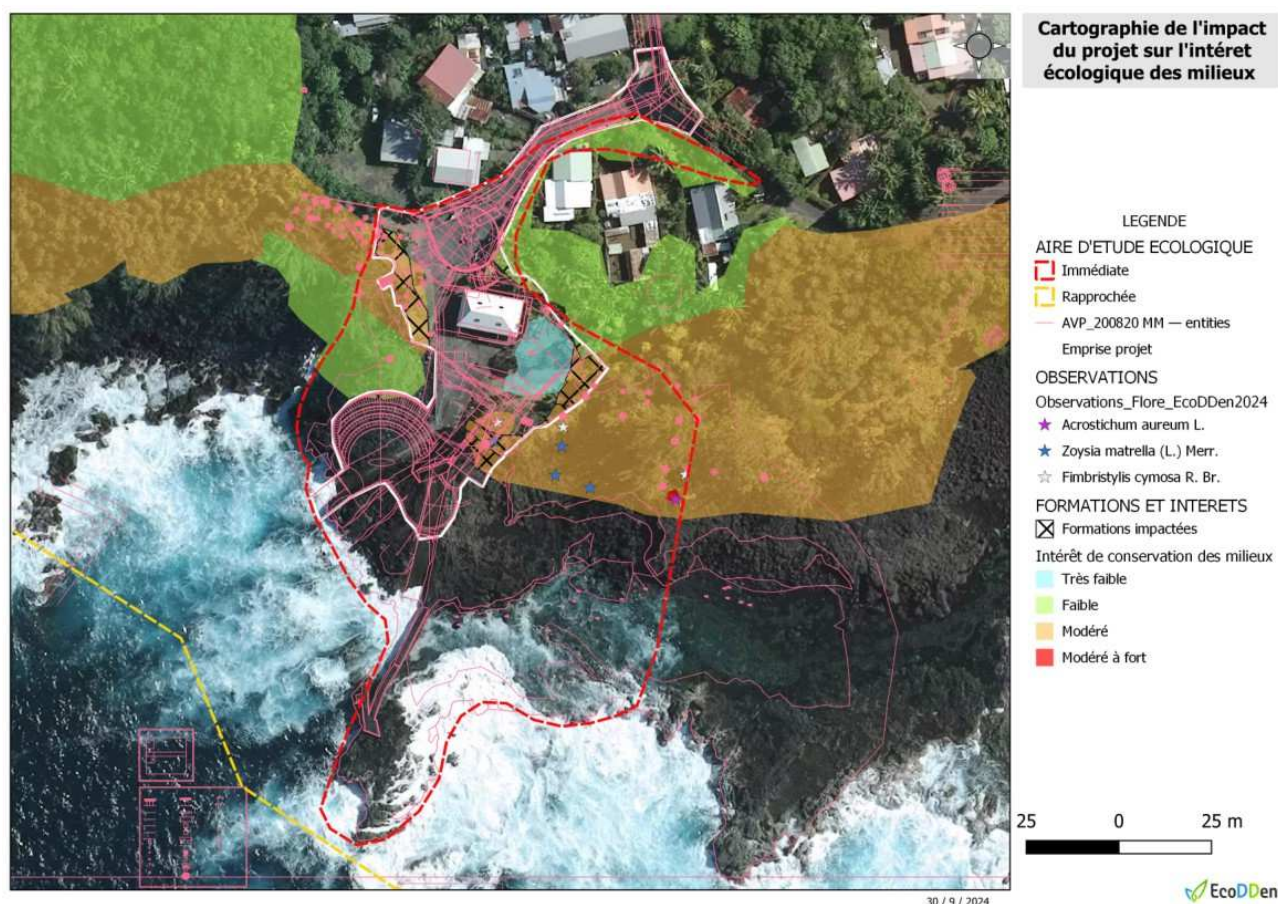 Cartographie de l'impact
du projet sur l'intéret
écologique des milieux
LEGENDE
AIRE D'ETUDE ECOLOGIQUE
Immédiate
Rapprochée
AVP_200820 MM — entities
Emprise projet
OBSERVATIONS
Observations_Flore_EcoDDen2024
Acrostichum aureum L.
Zoysia matrella (L.) Merr.
Fimbristylis cymosa R. Br.
FORMATIONS ET INTERETS
Formations impactées
Intérêt de conservation des milieux
Très faible
Faible
Modéré
Modéré à fort
25 0 25 m
EcoDDen
30 / 9 / 2024